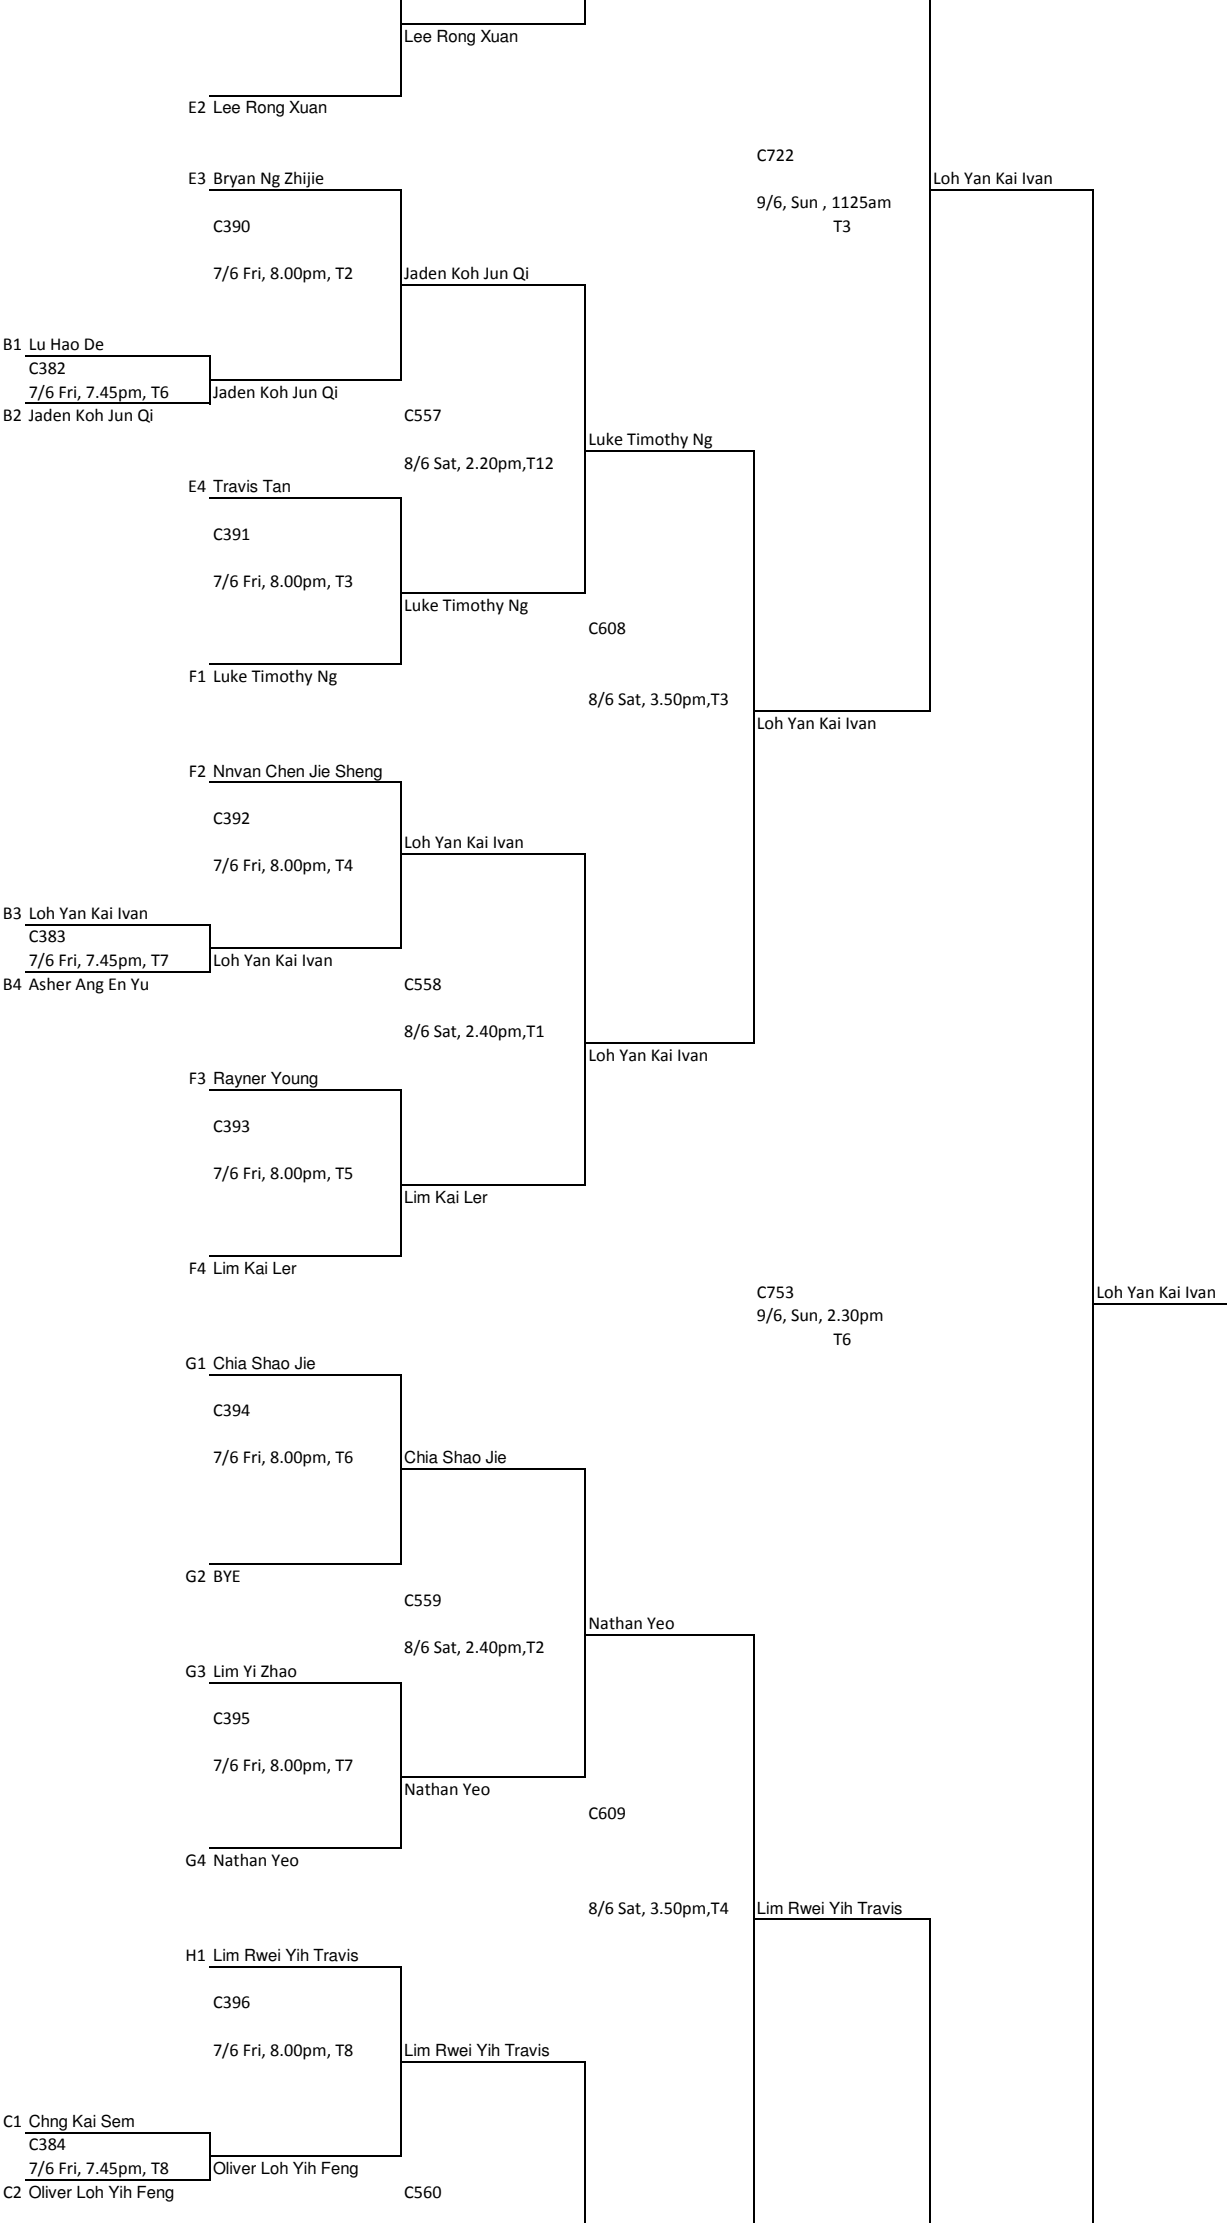 Lee Rong Xuan
E2 Lee Rong Xuan
C722
E3 Bryan Ng Zhijie
Loh Yan Kai Ivan
9/6, Sun , 1125am
C390
T3
7/6 Fri, 8.00pm, T2
Jaden Koh Jun Qi
B1 Lu Hao De
C382
7/6 Fri, 7.45pm, T6
Jaden Koh Jun Qi
B2 Jaden Koh Jun Qi
C557
Luke Timothy Ng
8/6 Sat, 2.20pm,T12
E4 Travis Tan
C391
7/6 Fri, 8.00pm, T3
Luke Timothy Ng
C608
F1 Luke Timothy Ng
8/6 Sat, 3.50pm,T3
Loh Yan Kai Ivan
F2 Nnvan Chen Jie Sheng
C392
Loh Yan Kai Ivan
7/6 Fri, 8.00pm, T4
B3 Loh Yan Kai Ivan
C383
7/6 Fri, 7.45pm, T7
Loh Yan Kai Ivan
B4 Asher Ang En Yu
C558
8/6 Sat, 2.40pm,T1
Loh Yan Kai Ivan
F3 Rayner Young
C393
7/6 Fri, 8.00pm, T5
Lim Kai Ler
F4 Lim Kai Ler
C753
Loh Yan Kai Ivan
9/6, Sun, 2.30pm
T6
G1 Chia Shao Jie
C394
7/6 Fri, 8.00pm, T6
Chia Shao Jie
G2 BYE
C559
Nathan Yeo
8/6 Sat, 2.40pm,T2
G3 Lim Yi Zhao
C395
7/6 Fri, 8.00pm, T7
Nathan Yeo
C609
G4 Nathan Yeo
8/6 Sat, 3.50pm,T4
Lim Rwei Yih Travis
H1 Lim Rwei Yih Travis
C396
7/6 Fri, 8.00pm, T8
Lim Rwei Yih Travis
C1 Chng Kai Sem
C384
7/6 Fri, 7.45pm, T8
Oliver Loh Yih Feng
C2 Oliver Loh Yih Feng
C560